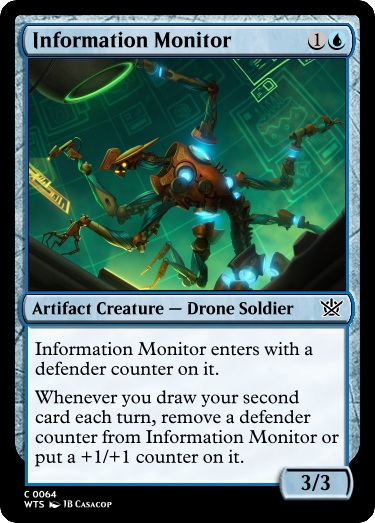 Information Monitor 1
Artifact Creature — Drone Soldier
Information Monitor enters with a
defender counter on it.
Whenever you draw your second
card each turn, remove a defender
counter from Information Monitor or
put a +1/+1 counter on it.
3/3
C 0064
WTS JB Casacop